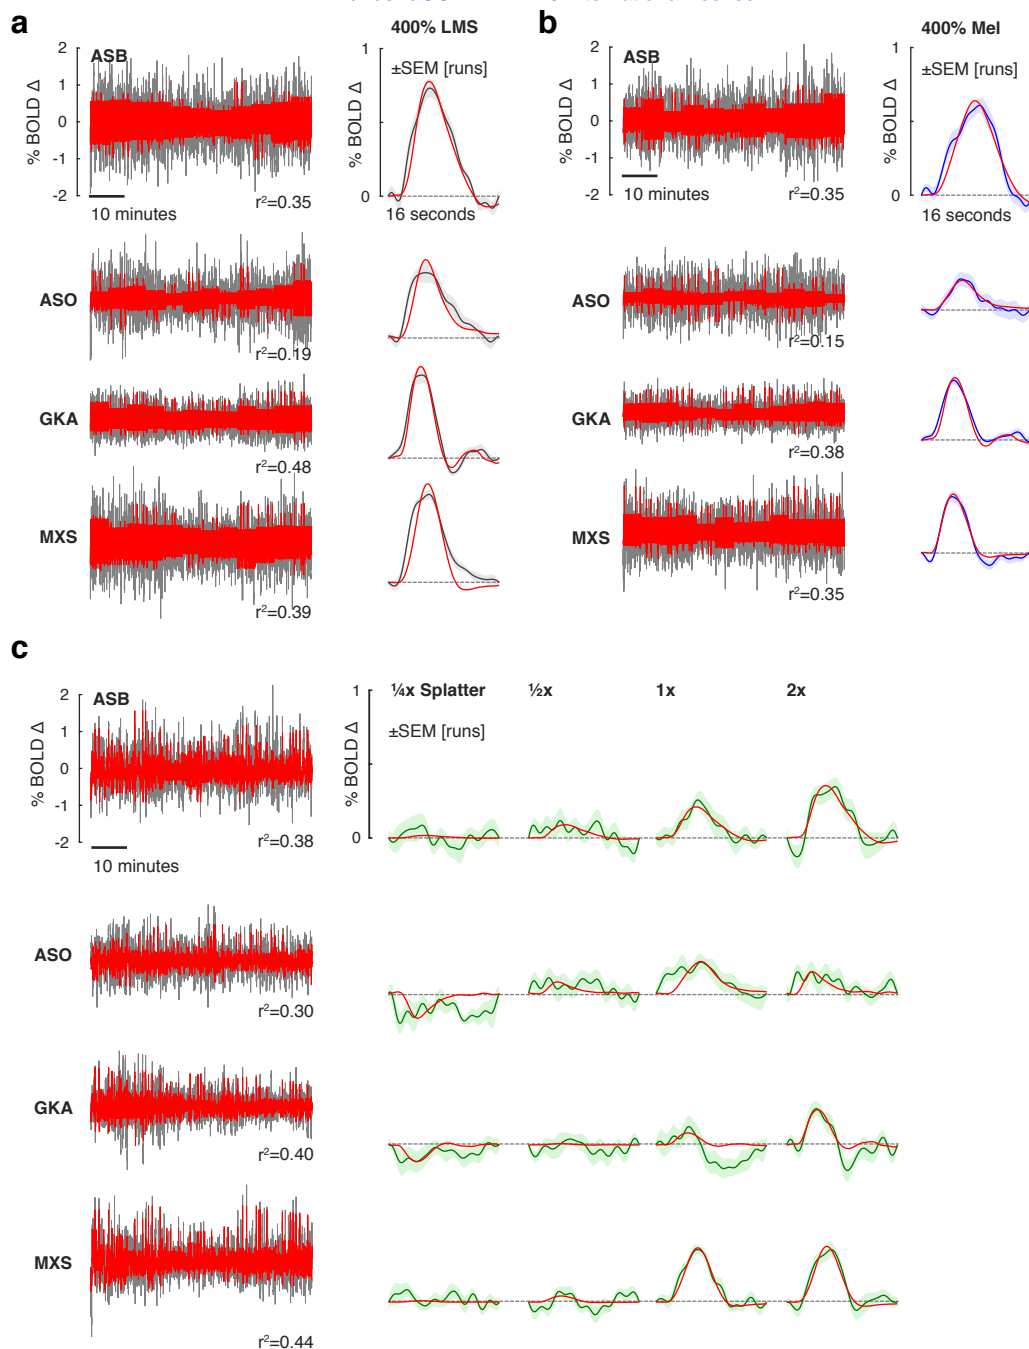 a
400% LMS
ASB
±SEM [runs]
% BOLD Δ
2
1
0
-1
-2
10 minutes
r²=0.35
% BOLD Δ
1
0
16 seconds
ASO
r²=0.19
GKA
r²=0.48
MXS
r²=0.39
b
400% Mel
ASB
±SEM [runs]
% BOLD Δ
2
1
0
-1
-2
10 minutes
r²=0.35
% BOLD Δ
1
0
16 seconds
ASO
r²=0.15
GKA
r²=0.38
MXS
r²=0.35
c
ASB
% BOLD Δ
2
1
0
-1
-2
10 minutes
r²=0.38
% BOLD Δ
1
0
¼x Splatter
½x
1x
2x
±SEM [runs]
ASO
r²=0.30
GKA
r²=0.40
MXS
r²=0.44